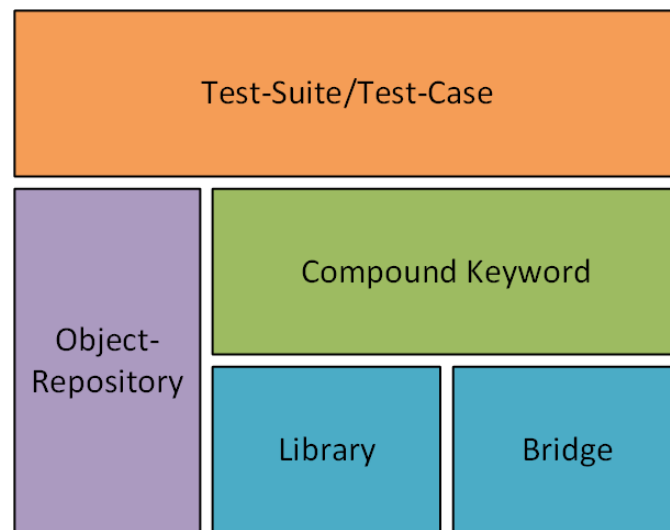 Test-Suite/Test-Case
Compound Keyword
Object-
Repository
Library
Bridge